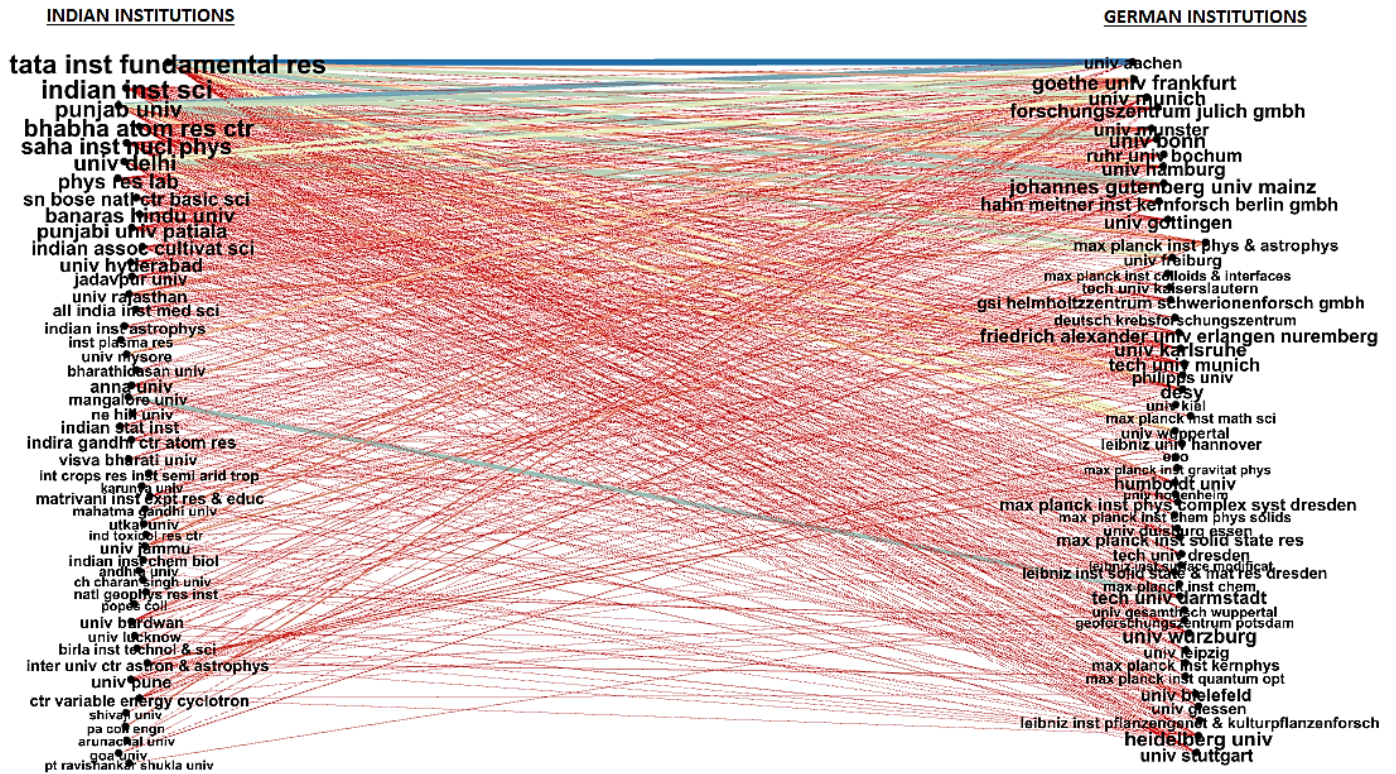 INDIAN INSTITUTIONS
tata inst fundamental res
indian inst sci
punjab univ
bhabha atom res ctr
saha inst nucl phys
univ delhi
phys res lab
sn bose natl ctr basic sci
banaras hindu univ
punjabi univ patiala
indian assoc cultivat sci
univ hyderabad
jadavpur univ
univ rajasthan
all india inst med sci
indian inst astrophys
inst plasma res
univ mysore
bharathidasan univ
anna univ
mangalore univ
ne hill univ
indian stat inst
indira gandhi ctr atom res
visva bharati univ
int crops res inst semi arid trop
karunya univ
matrivani inst expt res & educ
mahatma gandhi univ
utkal univ
ind toxicol res ctr
univ jammu
indian inst chem biol
andhra univ
ch charan singh univ
natl geophys res inst
popes coll
univ burdwan
univ lucknow
birla inst technol & sci
inter univ ctr astron & astrophys
univ pune
ctr variable energy cyclotron
shivaji univ
pa coll engn
arunachal univ
goa univ
pt ravishankar shukla univ
GERMAN INSTITUTIONS
univ aachen
goethe univ frankfurt
univ munich
forschungszentrum julich gmbh
univ munster
univ bonn
ruhr univ bochum
univ hamburg
johannes gutenberg univ mainz
hahn meitner inst kernforsch berlin gmbh
univ gottingen
max planck inst phys & astrophys
univ freiburg
max planck inst colloids & interfaces
tech univ kaiserslautern
gsi helmholtzzentrum schwerionenforsch gmbh
deutsch krebsforschungszentrum
friedrich alexander univ erlangen nuremberg
univ karlsruhe
tech univ munich
philipps univ
desy
univ kiel
max planck inst math sci
univ wuppertal
leibniz univ hannover
eso
max planck inst gravitat phys
humboldt univ
univ hohenheim
max planck inst phys complex syst dresden
max planck inst chem phys solids
univ duisburg essen
max planck inst solid state res
tech univ dresden
leibniz inst surface modificat
leibniz inst solid state & mat res dresden
max planck inst chem
tech univ darmstadt
univ gesamthsch wuppertal
geoforschungszentrum potsdam
univ wurzburg
univ leipzig
max planck inst kernphys
max planck inst quantum opt
univ bielefeld
univ giessen
leibniz inst pflanzengenet & kulturpflanzenforsch
heidelberg univ
univ stuttgart